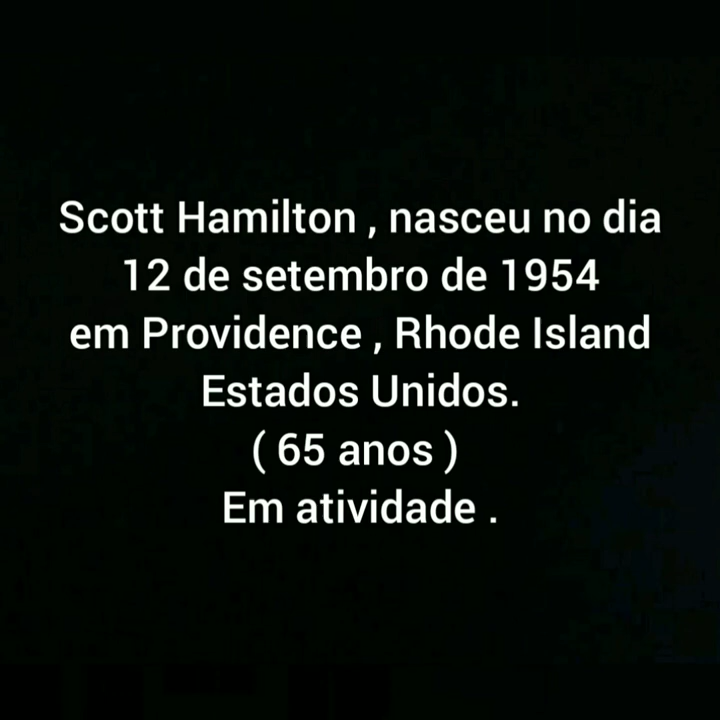 Scott Hamilton , nasceu no dia
12 de setembro de 1954
em Providence , Rhode Island
Estados Unidos.
( 65 anos )
Em atividade .